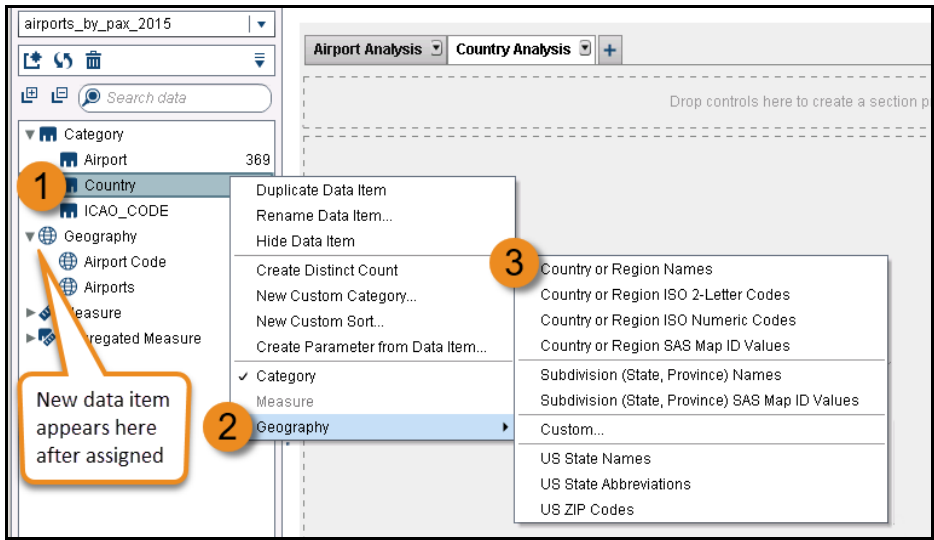 airports_by_pax_2015
Airport Analysis
Country Analysis
+
Search data
Drop controls here to create a section p
Category
Airport 369
1
Country
ICAO_CODE
Geography
Airport Code
Airports
easure
regated Measure
New data item
appears here
after assigned
Duplicate Data Item
Rename Data Item...
Hide Data Item
Create Distinct Count
New Custom Category...
New Custom Sort...
Create Parameter from Data Item...
✓ Category
Measure
2
Geography
3
Country or Region Names
Country or Region ISO 2-Letter Codes
Country or Region ISO Numeric Codes
Country or Region SAS Map ID Values
Subdivision (State, Province) Names
Subdivision (State, Province) SAS Map ID Values
Custom...
US State Names
US State Abbreviations
US ZIP Codes